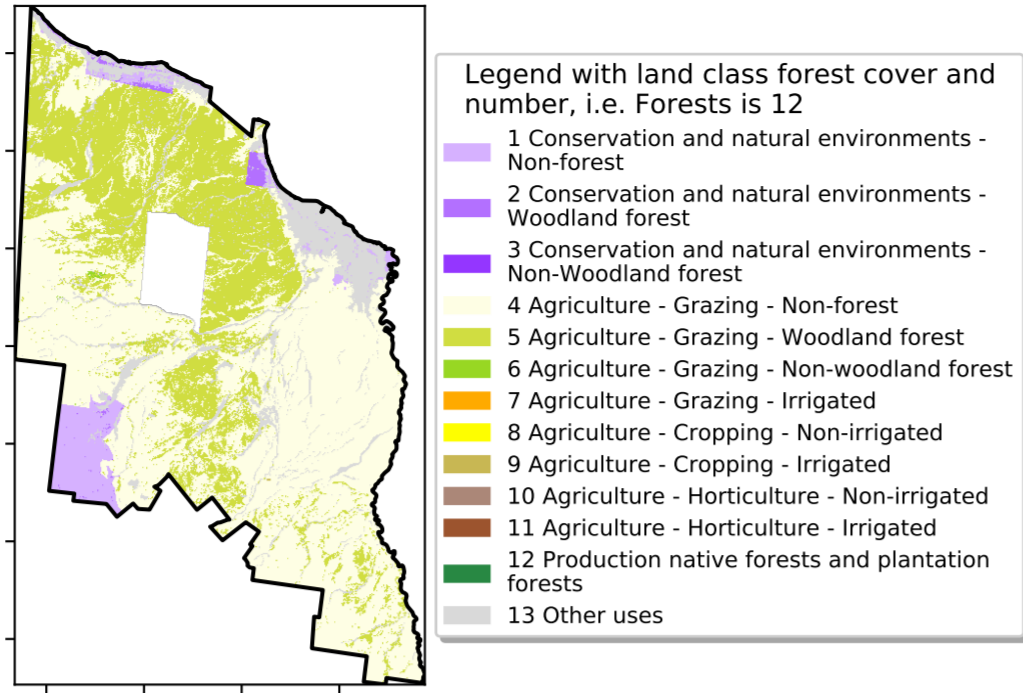 Legend with land class forest cover and
number, i.e. Forests is 12
1 Conservation and natural environments -
Non-forest
2 Conservation and natural environments -
Woodland forest
3 Conservation and natural environments -
Non-Woodland forest
4 Agriculture - Grazing - Non-forest
5 Agriculture - Grazing - Woodland forest
6 Agriculture - Grazing - Non-woodland forest
7 Agriculture - Grazing - Irrigated
8 Agriculture - Cropping - Non-irrigated
9 Agriculture - Cropping - Irrigated
10 Agriculture - Horticulture - Non-irrigated
11 Agriculture - Horticulture - Irrigated
12 Production native forests and plantation
forests
13 Other uses